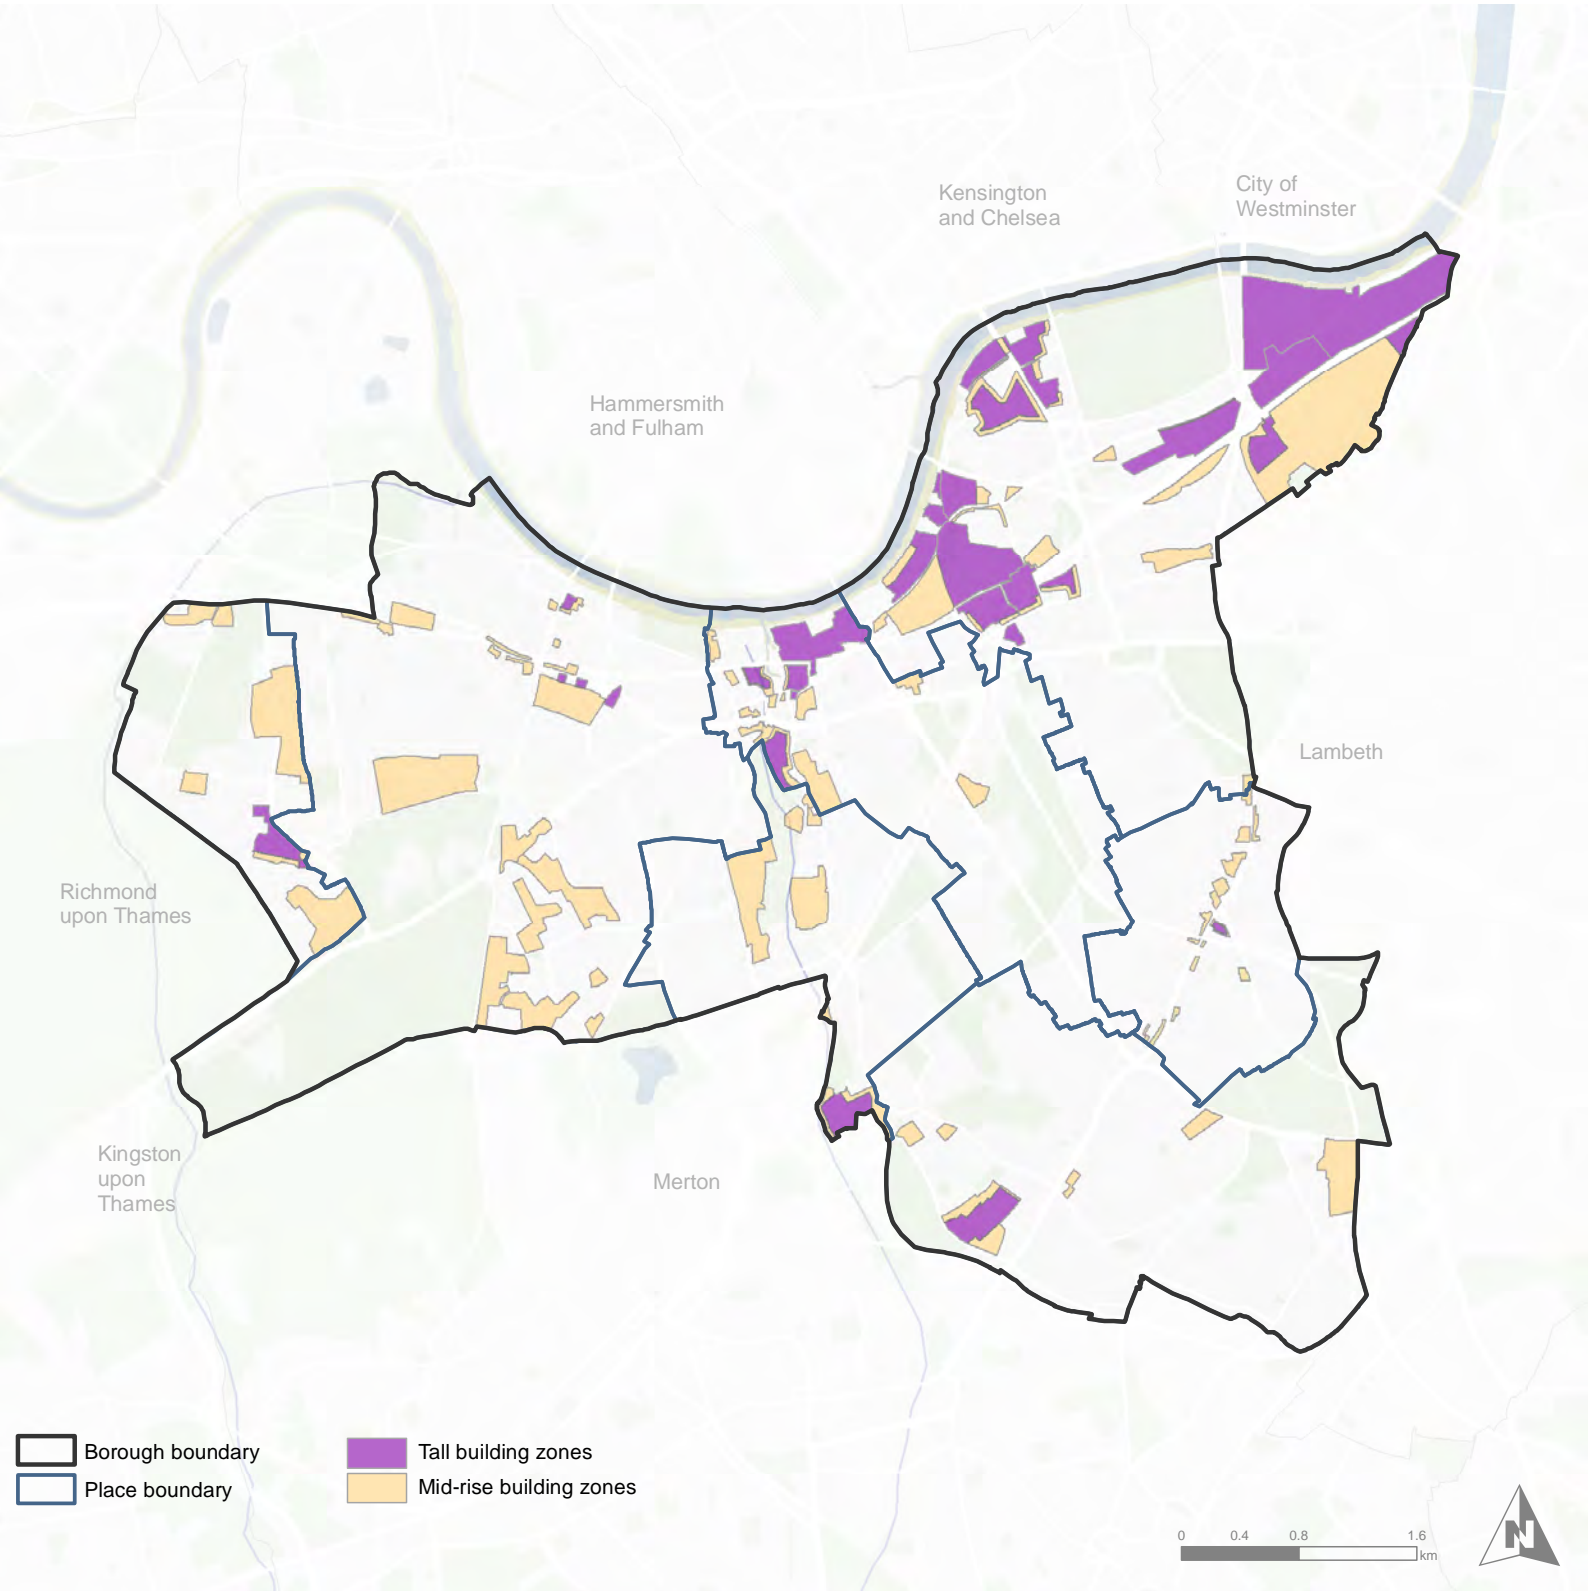 City of
Westminster
Kensington
and Chelsea
Hammersmith
and Fulham
Lambeth
Richmond
upon Thames
Kingston
upon
Thames
Merton
Borough boundary
Place boundary
Tall building zones
Mid-rise building zones
0 0.4 0.8 1.6
km
N